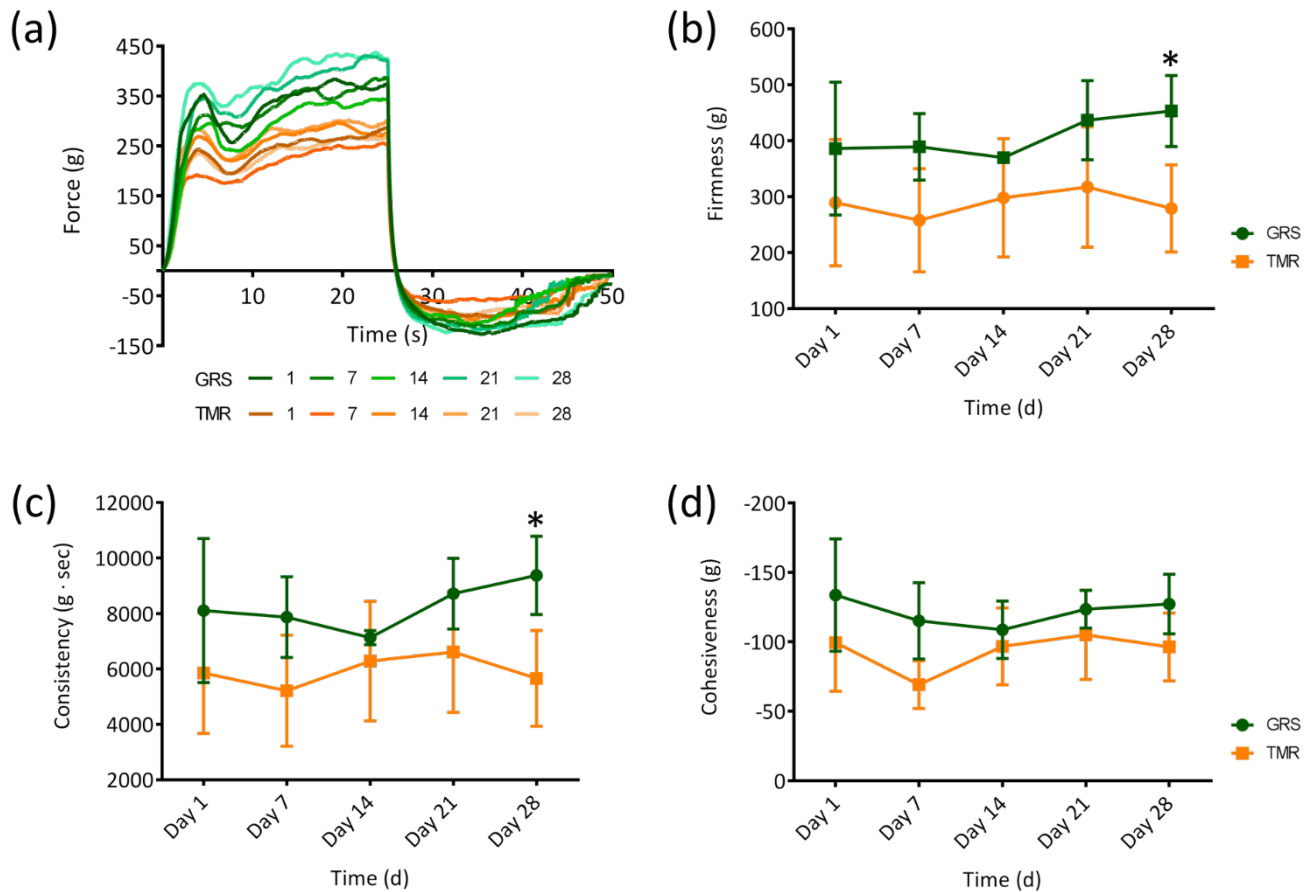 (a)
450
350
250
150
50
-50
-150
Force (g)
10 20 30 40 50
Time (s)
GRS 1 7 14 21 28
TMR 1 7 14 21 28
(b)
600
500
400
300
200
100
Firmness (g)
*
Day 1 Day 7 Day 14 Day 21 Day 28
Time (d)
GRS
TMR
(c)
12000
10000
8000
6000
4000
2000
Consistency (g · sec)
*
Day 1 Day 7 Day 14 Day 21 Day 28
Time (d)
(d)
-200
-150
-100
-50
0
Cohesiveness (g)
Day 1 Day 7 Day 14 Day 21 Day 28
Time (d)
GRS
TMR